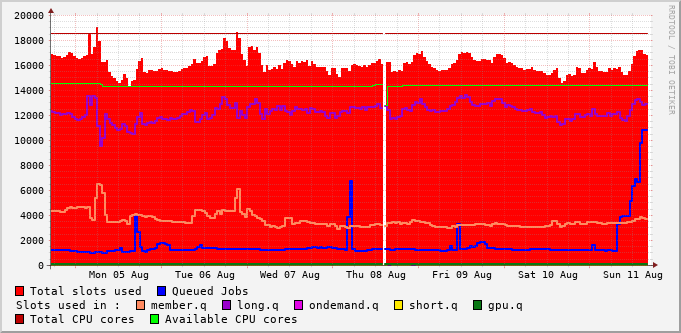 20000
18000
16000
14000
12000
10000
8000
6000
4000
2000
0
Mon 05 Aug Tue 06 Aug Wed 07 Aug Thu 08 Aug Fri 09 Aug Sat 10 Aug Sun 11 Aug
RRDTOOL / TOBI OETIKER
Total slots used Queued Jobs
Slots used in : member.q long.q ondemand.q short.q gpu.q
Total CPU cores Available CPU cores